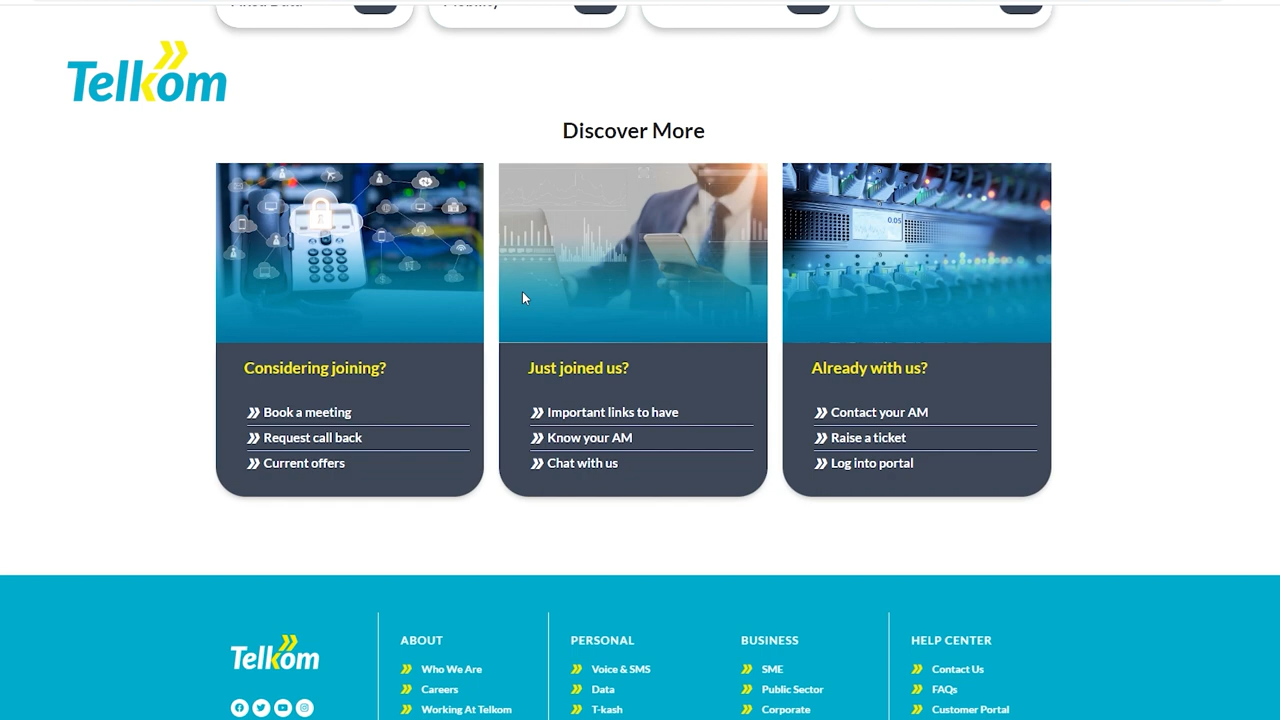 Telkom
Discover More
Considering joining?
Book a meeting
Request call back
Current offers
Just joined us?
Important links to have
Know your AM
Chat with us
0.05
Already with us?
Contact your AM
Raise a ticket
Log into portal
Telkom
ABOUT
Who We Are
Careers
Working At Telkom
PERSONAL
Voice & SMS
Data
T-kash
BUSINESS
SME
Public Sector
Corporate
HELP CENTER
Contact Us
FAQs
Customer Portal